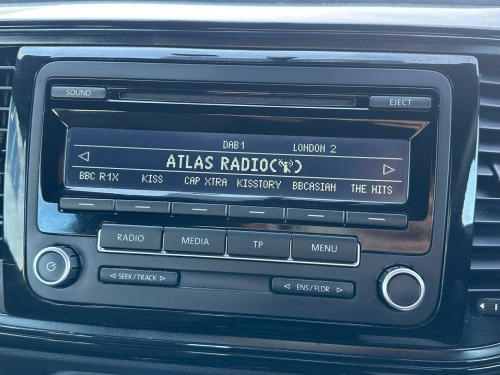 SOUND
EJECT
DAB1 LONDON 2
ATLAS RADIO
BBC R1X KISS CAP XTRA KISSTORY BBCASIAN THE HITS
RADIO MEDIA TP MENU
SEEK/TRACK ENS/FLDR